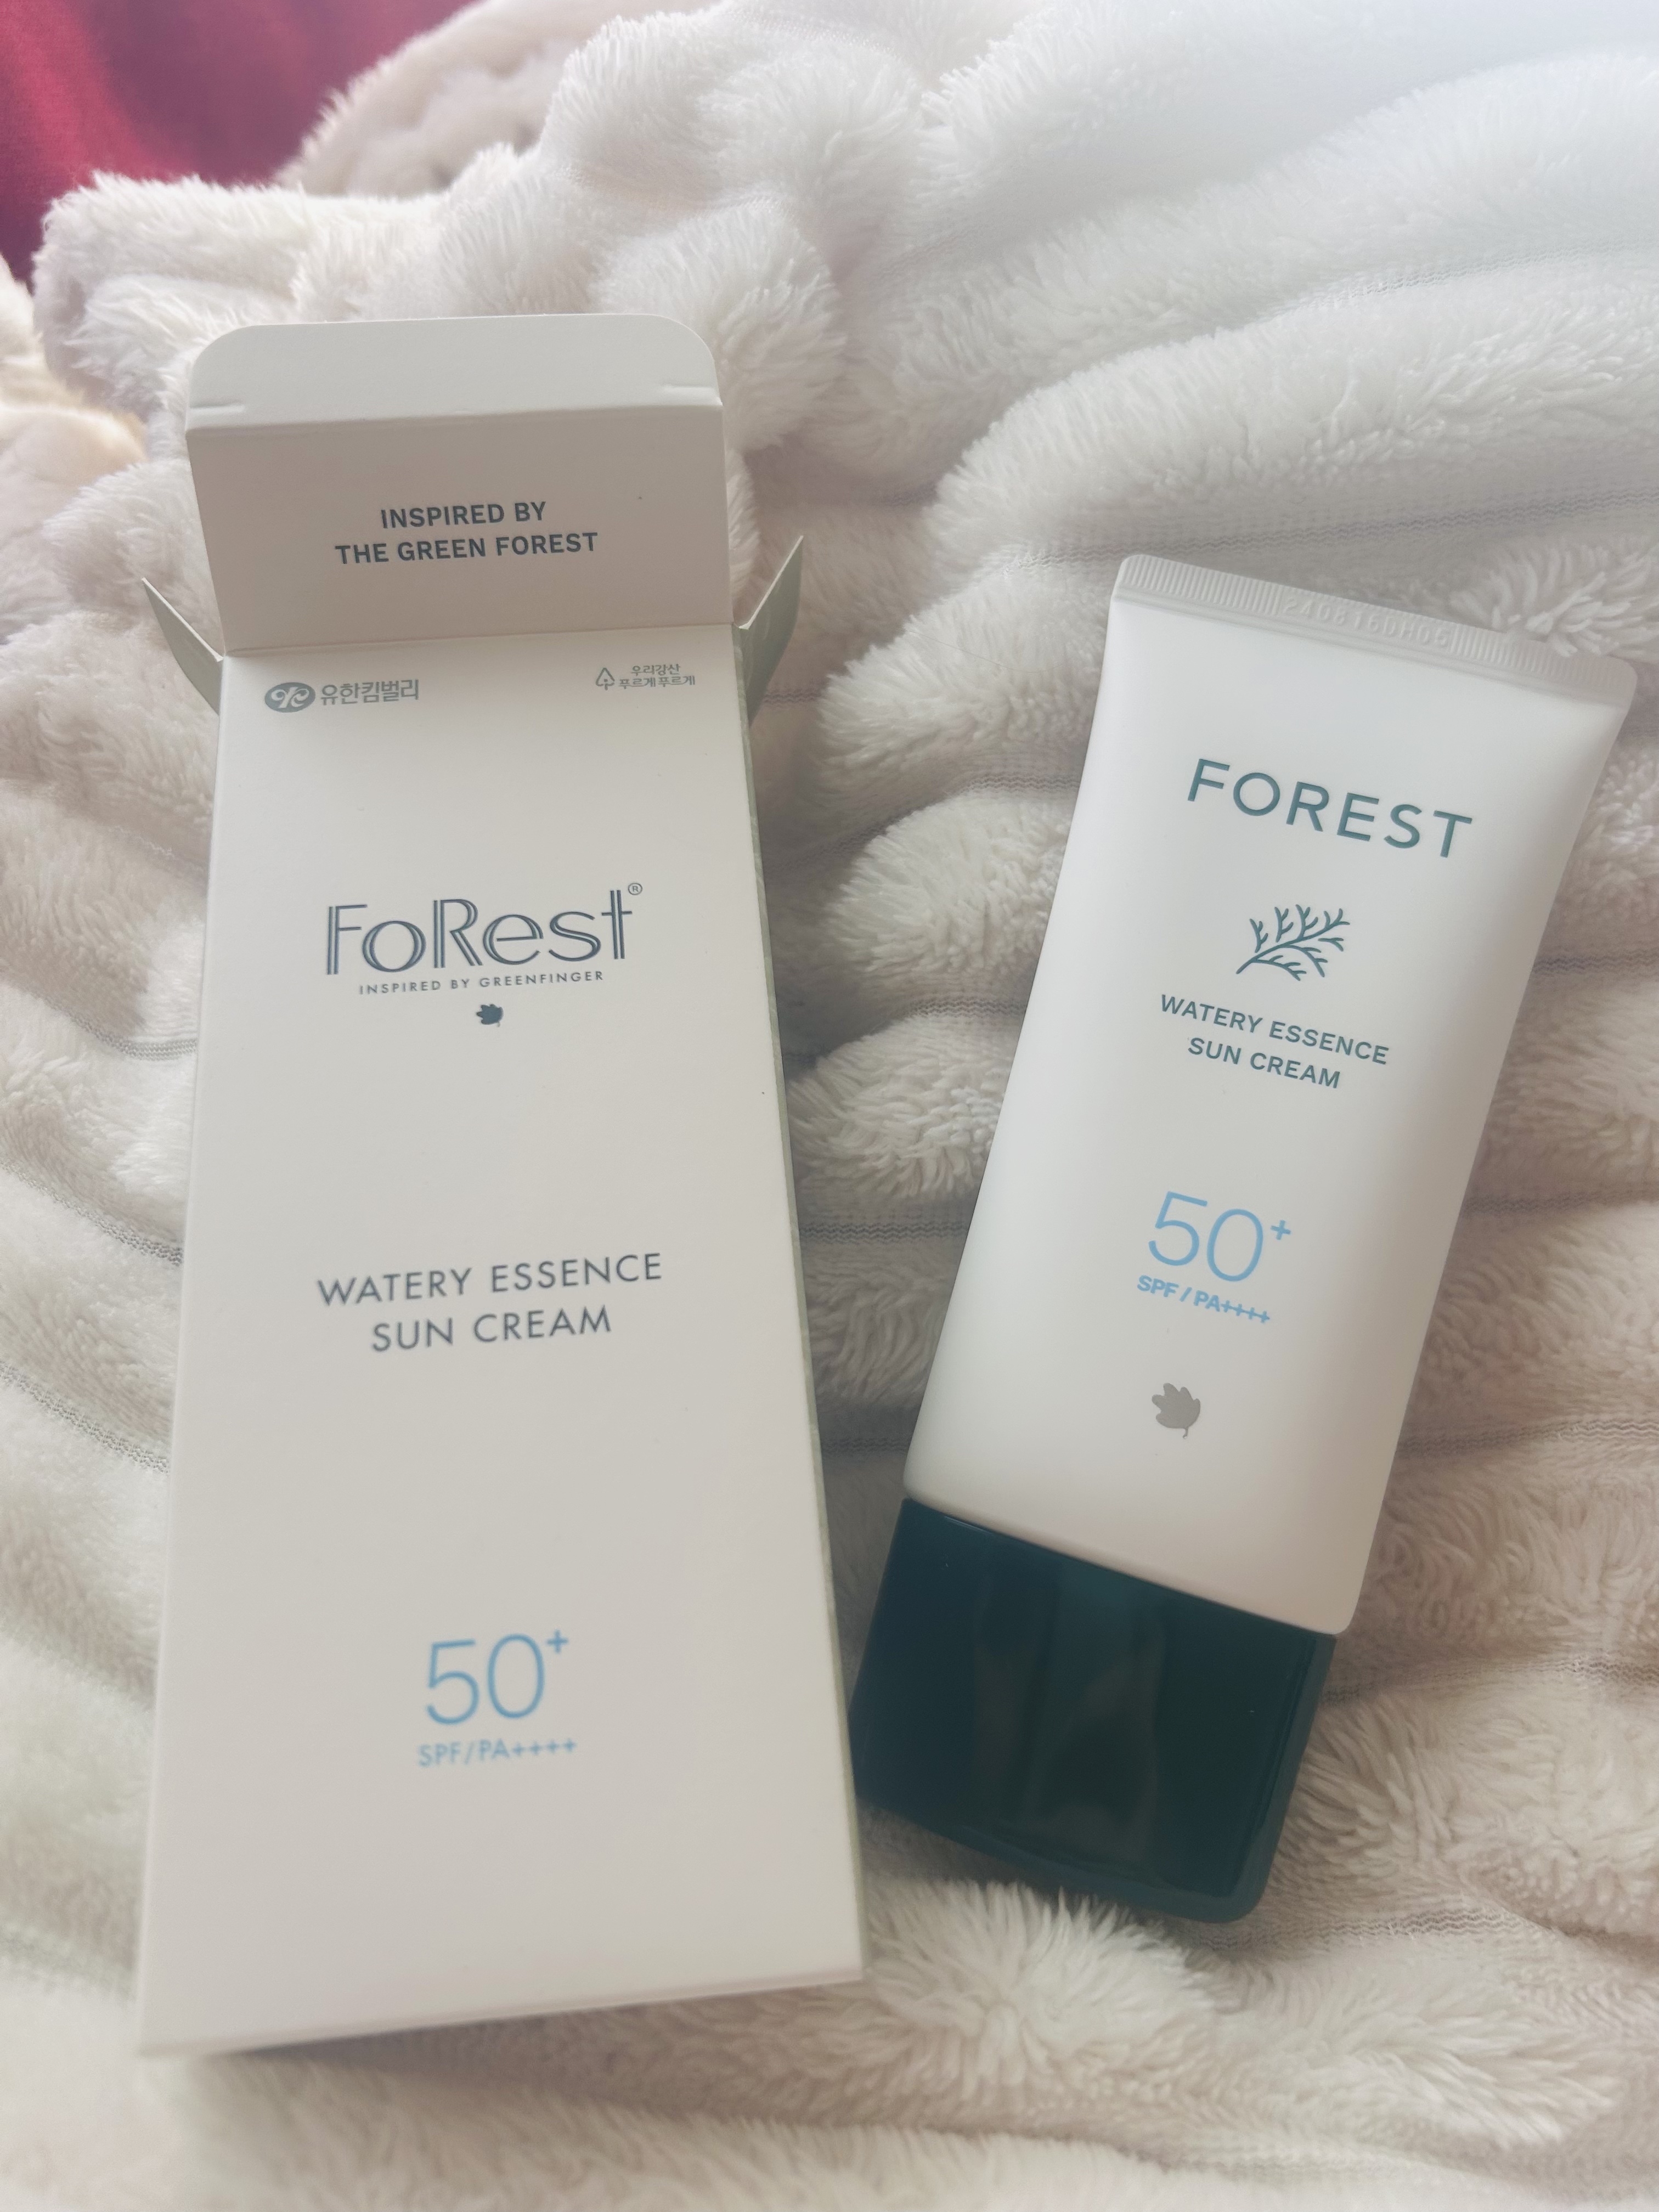 INSPIRED BY
THE GREEN FOREST
유한킴벌리
우리강산
푸르게 푸르게
FoRest®
INSPIRED BY GREENFINGER
WATERY ESSENCE
SUN CREAM
50+
SPF/PA++++
FOREST
WATERY ESSENCE
SUN CREAM
50+
SPF / PA++++